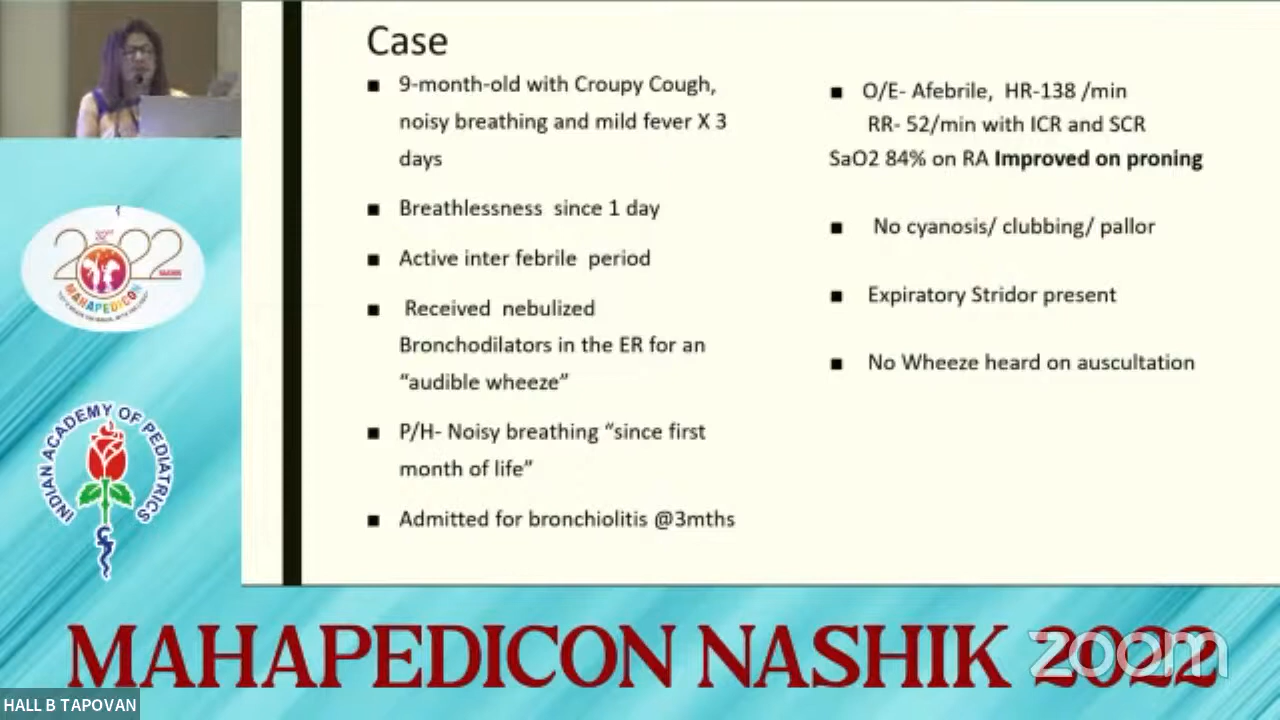 Case
9-month-old with Croupy Cough,
noisy breathing and mild fever X 3
days
Breathlessness since 1 day
Active inter febrile period
Received nebulized
Bronchodilators in the ER for an
“audible wheeze”
P/H- Noisy breathing “since first
month of life”
Admitted for bronchiolitis @3mths
O/E- Afebrile, HR-138 /min
RR- 52/min with ICR and SCR
SaO2 84% on RA Improved on proning
No cyanosis/ clubbing/ pallor
Expiratory Stridor present
No Wheeze heard on auscultation
2022
MAHAPEDICON
INDIAN ACADEMY OF PEDIATRICS
MAHAPEDICON NASHIK 2022
zoom
HALL B TAPOVAN